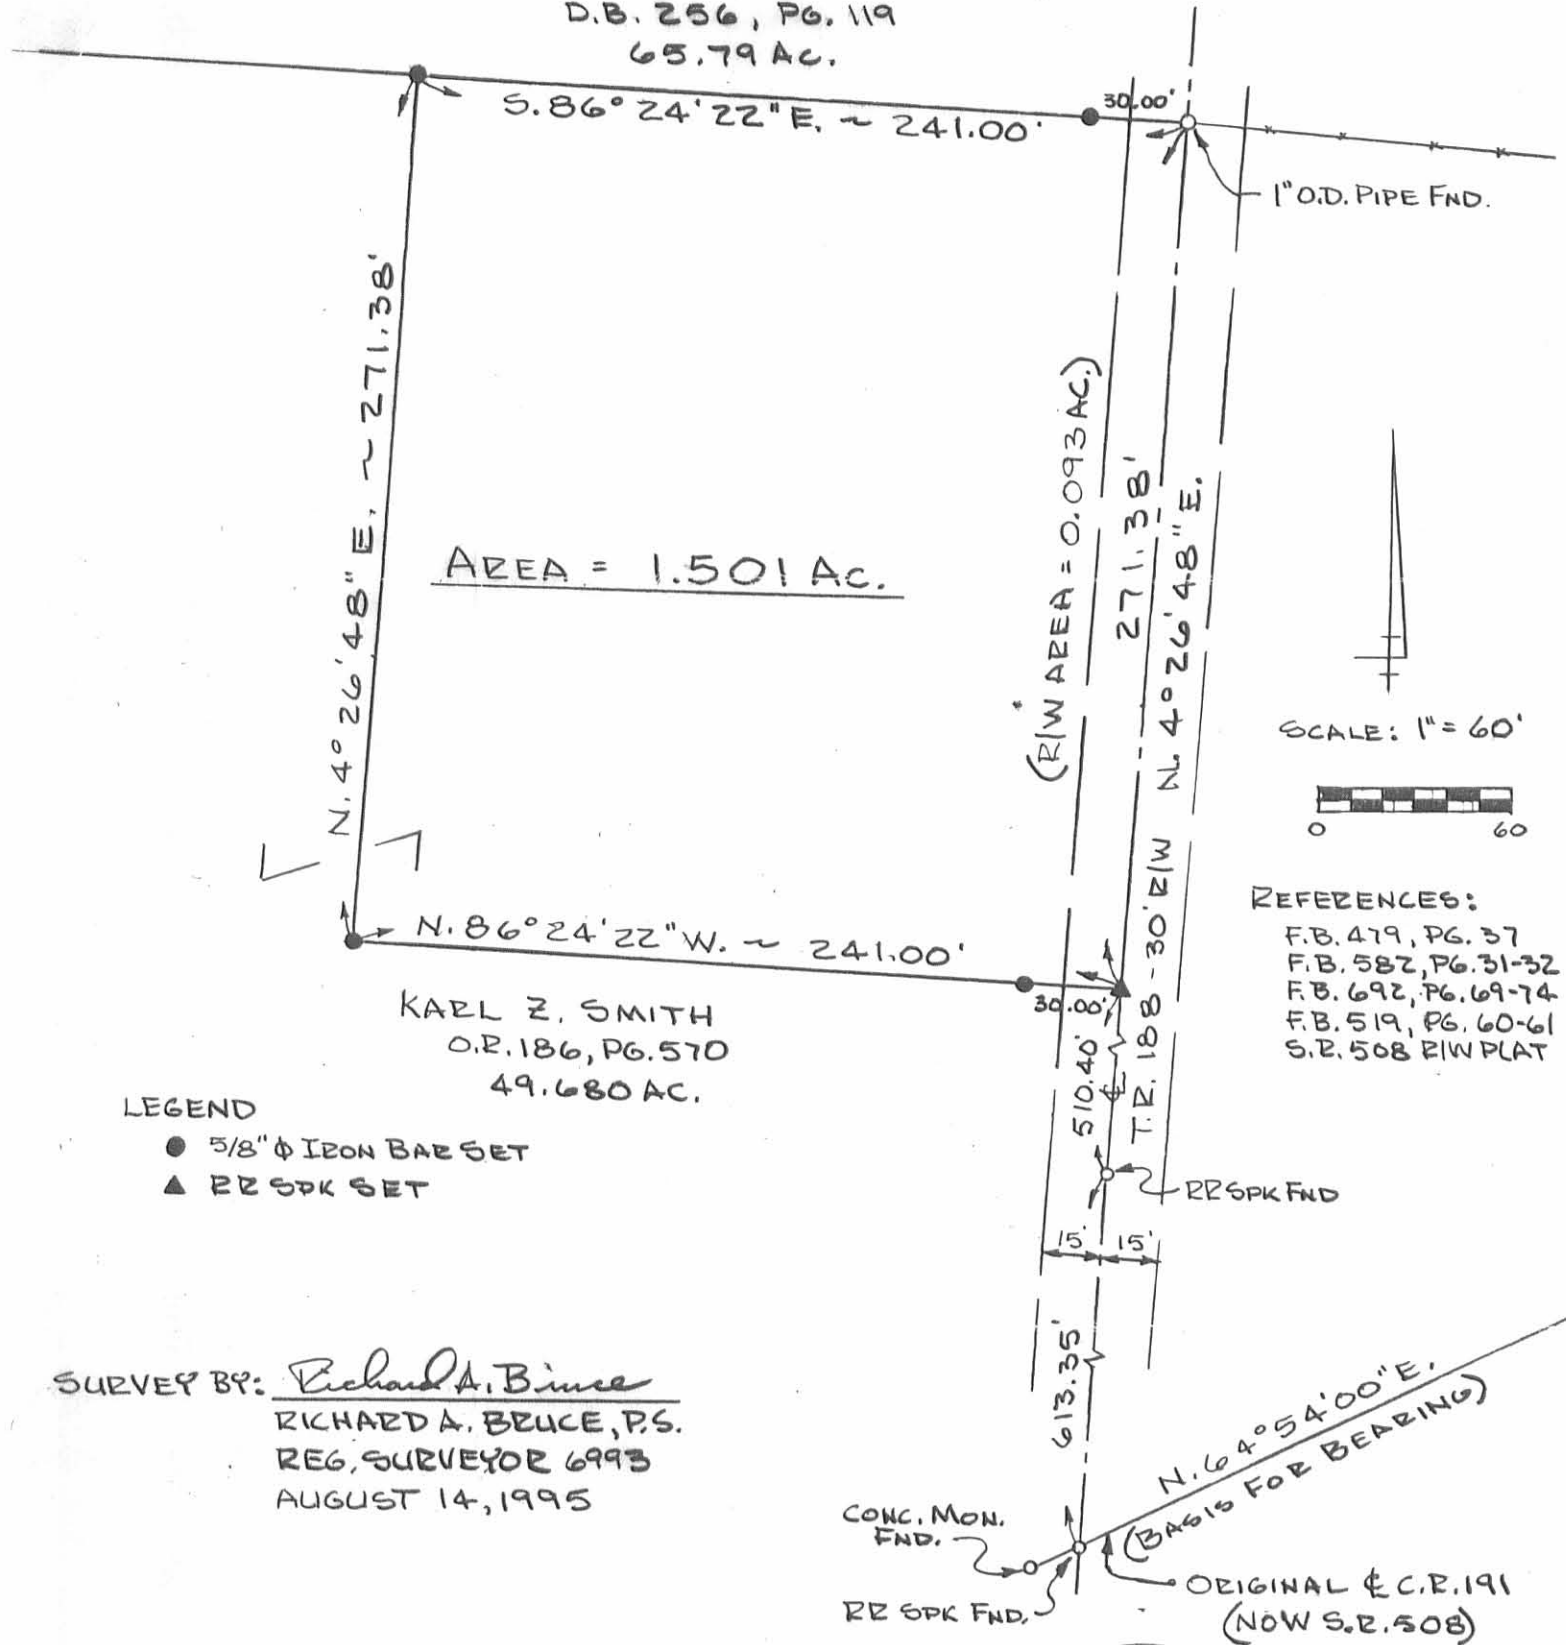 D.B. 256, PG. 119
65.79 AC.
S. 86° 24' 22" E. ~ 241.00'
30.00'
1" O.D. PIPE FND.
N. 4° 26' 48" E. ~ 271.38'
AREA = 1.501 AC.
(R/W AREA = 0.093 AC.)
271.38'
N. 4° 26' 48" E.
T.R. 188 - 30' R/W
SCALE: 1" = 60'
0 60
REFERENCES:
F.B. 479, PG. 37
F.B. 582, PG. 31-32
F.B. 692, PG. 69-74
F.B. 519, PG. 60-61
S.R. 508 R/W PLAT
N. 86° 24' 22" W. ~ 241.00'
30.00'
KARL Z. SMITH
O.R. 186, PG. 570
49.680 AC.
510.40'
℄
LEGEND
● 5/8" ϕ IRON BAR SET
▲ RR SPK SET
RR SPK FND
15' 15'
613.35'
SURVEY BY: Richard A. Bruce
RICHARD A. BRUCE, P.S.
REG. SURVEYOR 6993
AUGUST 14, 1995
N. 64° 54' 00" E.
(BASIS FOR BEARING)
CONC. MON.
FND.
RR SPK FND.
ORIGINAL ℄ C.R. 191
(NOW S.R. 508)